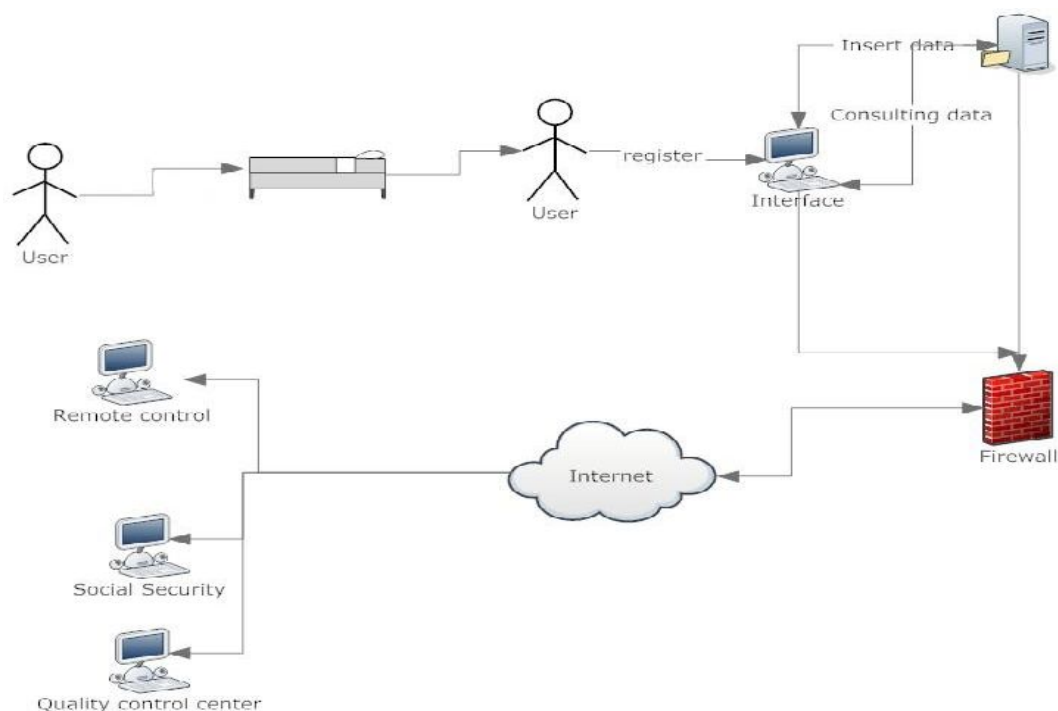 Insert data
Consulting data
register
User
Interface
User
Remote control
Internet
Firewall
Social Security
Quality control center